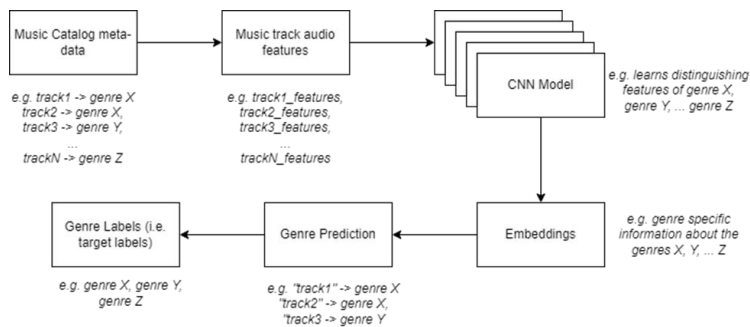 Music Catalog meta-
data
Music track audio
features
CNN Model
e.g. learns distinguishing
features of genre X,
genre Y, ... genre Z
e.g. track1 -> genre X
track2 -> genre X,
track3 -> genre Y,
...
trackN -> genre Z
e.g. track1_features,
track2_features,
track3_features,
...
trackN_features
Genre Labels (i.e.
target labels)
Genre Prediction
Embeddings
e.g. genre specific
information about the
genres X, Y, ... Z
e.g. genre X, genre Y,
genre Z
e.g. "track1" -> genre X
"track2" -> genre X,
"track3 -> genre Y